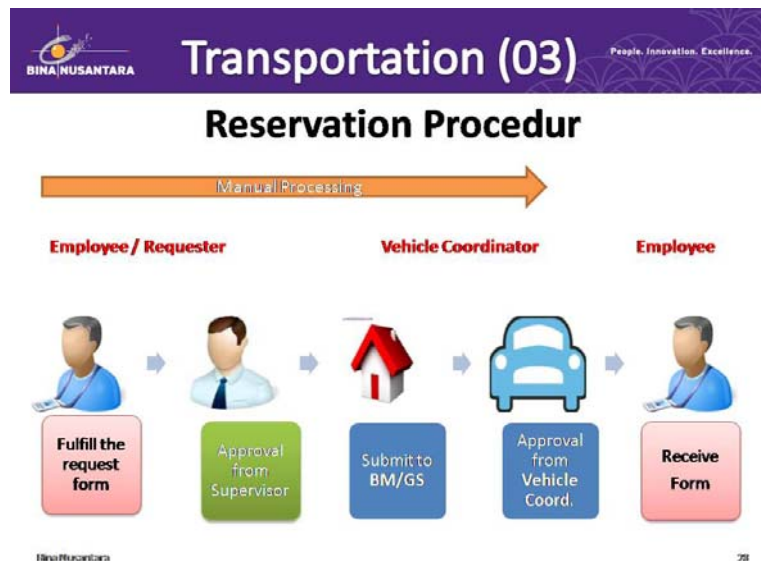 BINA NUSANTARA
Transportation (03)
People. Innovation. Excellence.
Reservation Procedur
Manual Processing
Employee / Requester
Vehicle Coordinator
Employee
Fulfill the
request
form
Approval
from
Supervisor
Submit to
BM/GS
Approval
from
Vehicle
Coord.
Receive
Form
Bina Nusantara
28